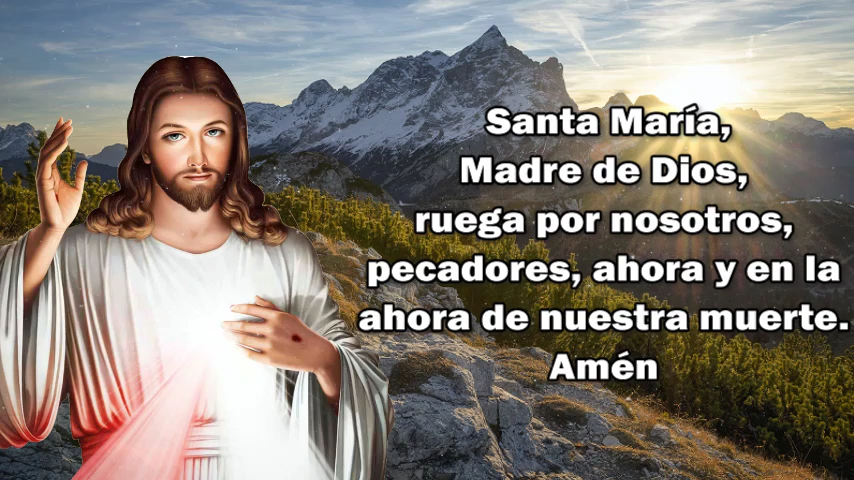 Santa María,
Madre de Dios,
ruega por nosotros,
pecadores, ahora y en la
ahora de nuestra muerte.
Amén